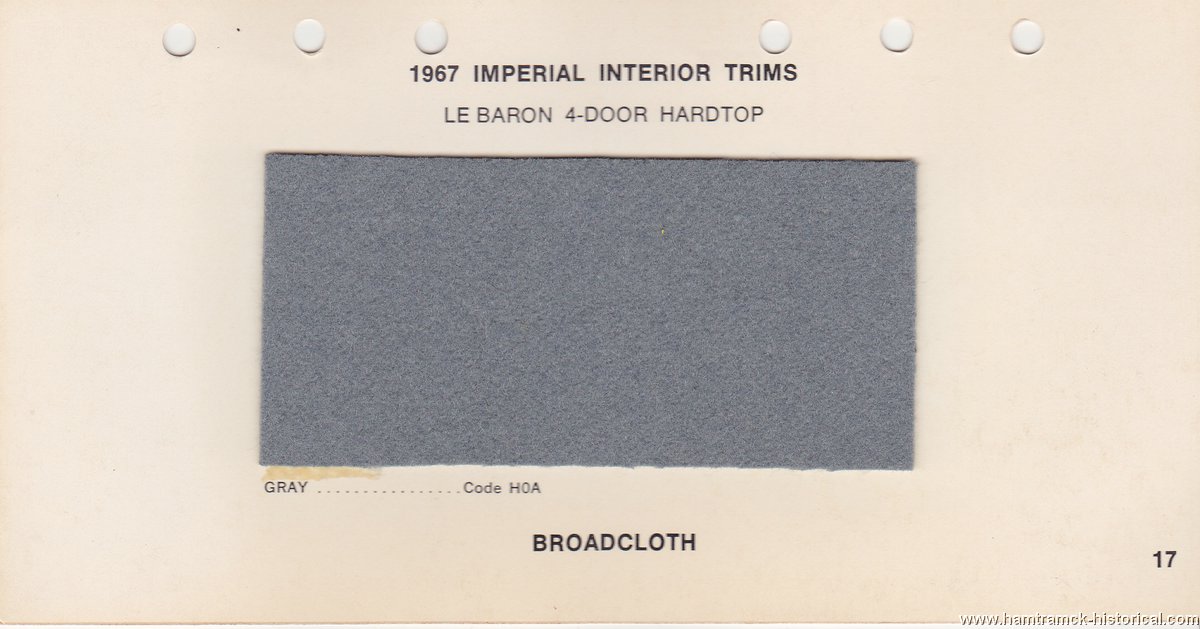 1967 IMPERIAL INTERIOR TRIMS
LE BARON 4-DOOR HARDTOP
GRAY ................Code H0A
BROADCLOTH
17
www.hamtramck-historical.com